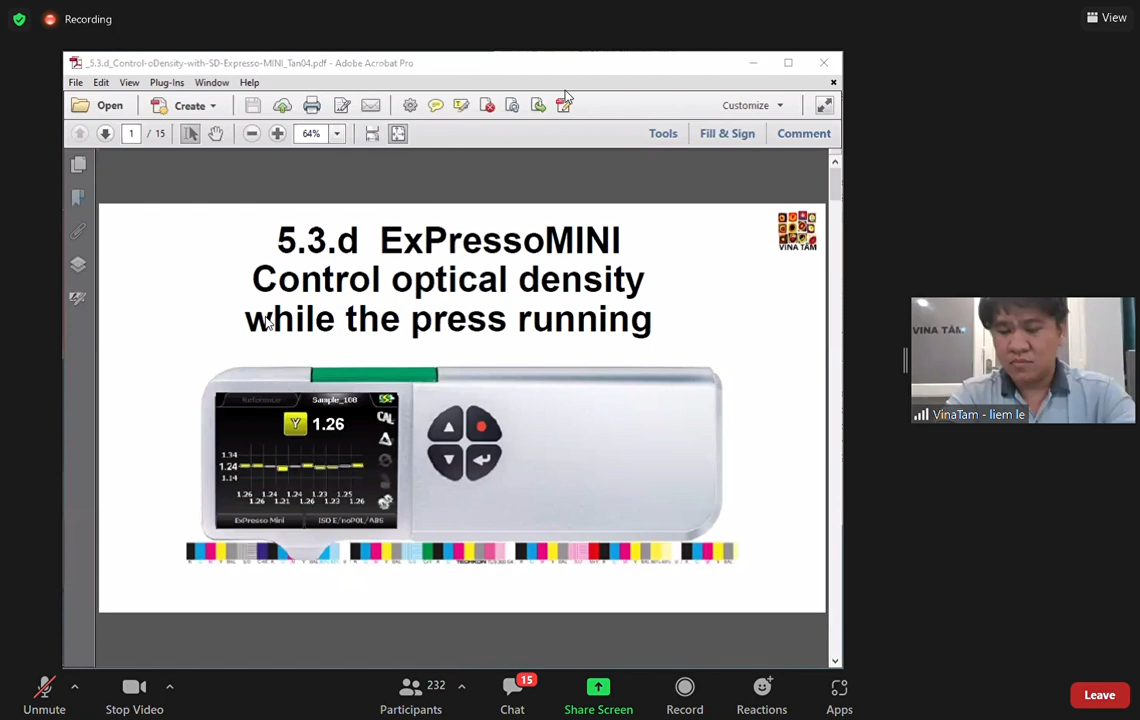 Recording
View
_5.3.d_Control-oDensity-with-SD-Expresso-MINI_Tan04.pdf - Adobe Acrobat Pro
File Edit View Plug-Ins Window Help
Open Create Customize
1 / 15 64% Tools Fill & Sign Comment
5.3.d ExPressoMINI
Control optical density
while the press running
VINA TÂM
Reference Sample_108
Y 1.26
CAL
1.34
1.24
1.14
1.26 1.24 1.24 1.23 1.25
1.26 1.21 1.26 1.23 1.26
ExPresso Mini ISO E/noPOL/ABS
VINA TÂM
VinaTam - liem le
232 15
Unmute Stop Video Participants Chat Share Screen Record Reactions Apps Leave